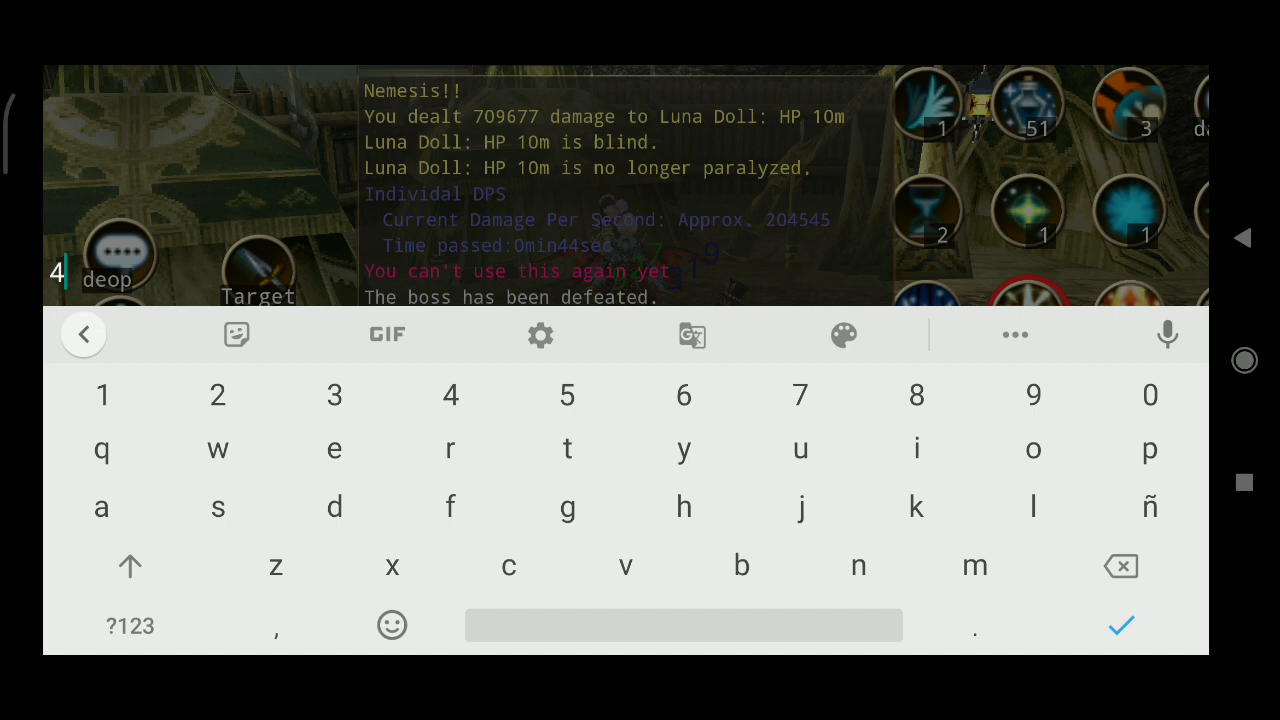 Nemesis!!
You dealt 709677 damage to Luna Doll: HP 10m
Luna Doll: HP 10m is blind.
Luna Doll: HP 10m is no longer paralyzed.
Individal DPS
Current Damage Per Second: Approx. 204545
Time passed:0min44sec
You can't use this again yet
The boss has been defeated.
1
51
3
2
1
1
4
deop
Target
GIF
1 2 3 4 5 6 7 8 9 0
q w e r t y u i o p
a s d f g h j k l ñ
z x c v b n m
?123 , .